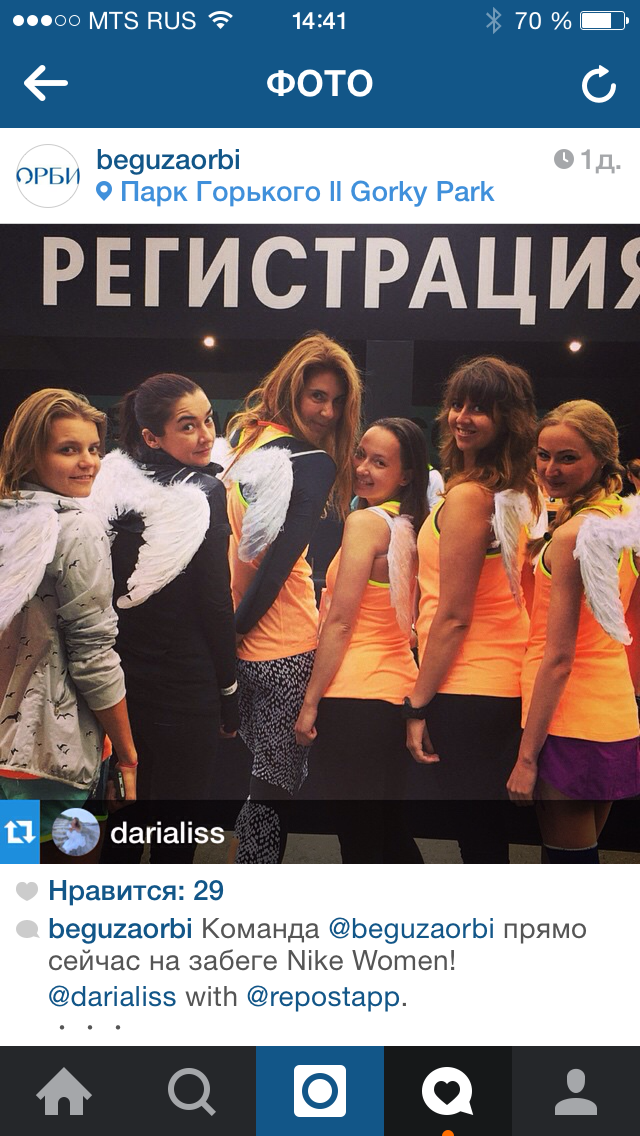 MTS RUS 14:41 70 %
ФОТО
ОРБИ beguzaorbi 1д.
Парк Горького ll Gorky Park
РЕГИСТРАЦИЯ
darialiss
Нравится: 29
beguzaorbi Команда @beguzaorbi прямо
сейчас на забеге Nike Women!
@darialiss with @repostapp.
. . .